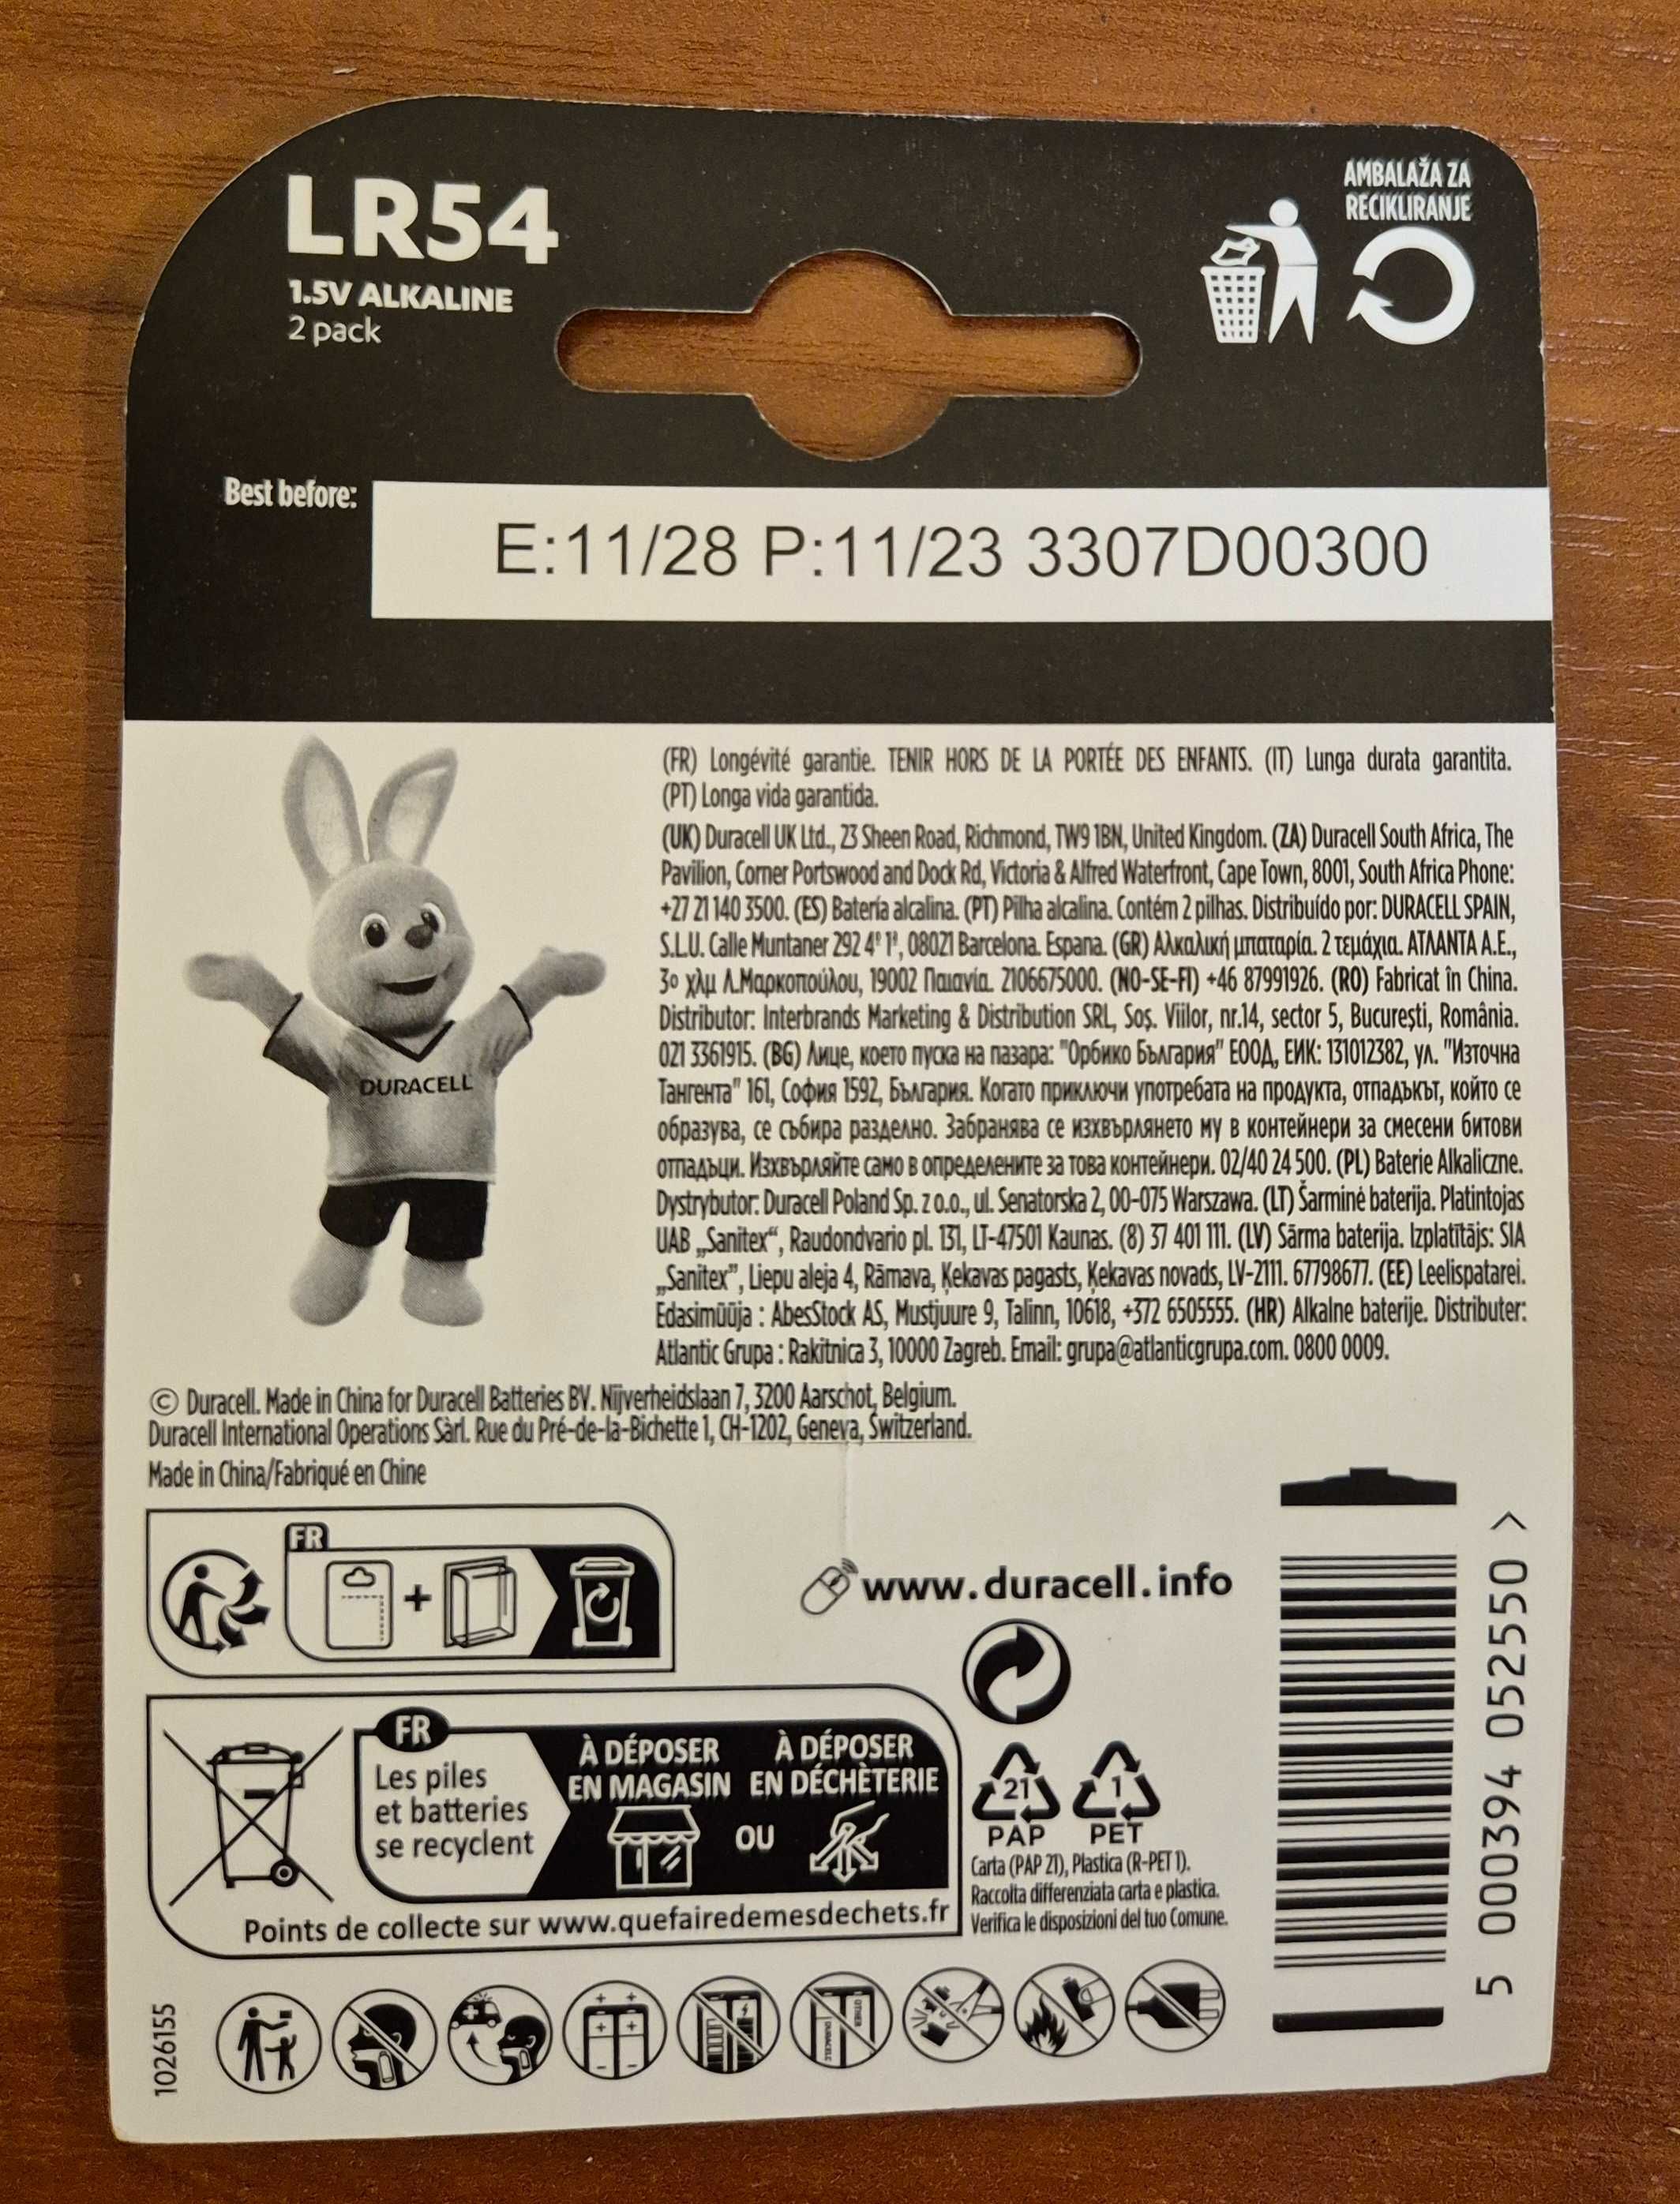 LR54
1.5V ALKALINE
2 pack
AMBALAŽA ZA
RECIKLIRANJE
Best before:
E:11/28 P:11/23 3307D00300
DURACELL
(FR) Longévité garantie. TENIR HORS DE LA PORTÉE DES ENFANTS. (IT) Lunga durata garantita.
(PT) Longa vida garantida.
(UK) Duracell UK Ltd., 23 Sheen Road, Richmond, TW9 1BN, United Kingdom. (ZA) Duracell South Africa, The
Pavilion, Corner Portswood and Dock Rd, Victoria & Alfred Waterfront, Cape Town, 8001, South Africa Phone:
+27 21 140 3500. (ES) Batería alcalina. (PT) Pilha alcalina. Contém 2 pilhas. Distribuído por: DURACELL SPAIN,
S.L.U. Calle Muntaner 292 4º 1ª, 08021 Barcelona. Espana. (GR) Αλκαλική μπαταρία. 2 τεμάχια. ΑΤΛΑΝΤΑ Α.Ε.,
3ο χλμ Λ.Μαρκοπούλου, 19002 Παιανία. 2106675000. (NO-SE-FI) +46 87991926. (RO) Fabricat în China.
Distributor: Interbrands Marketing & Distribution SRL, Soş. Viilor, nr.14, sector 5, Bucureşti, România.
021 3361915. (BG) Лице, което пуска на пазара: "Орбико България" ЕООД, ЕИК: 131012382, ул. "Източна
Тангента" 161, София 1592, България. Когато приключи употребата на продукта, отпадъкът, който се
образува, се събира разделно. Забранява се изхвърлянето му в контейнери за смесени битови
отпадъци. Изхвърляйте само в определените за това контейнери. 02/40 24 500. (PL) Baterie Alkaliczne.
Dystrybutor: Duracell Poland Sp. z o.o., ul. Senatorska 2, 00-075 Warszawa. (LT) Šarminė baterija. Platintojas
UAB „Sanitex“, Raudondvario pl. 131, LT-47501 Kaunas. (8) 37 401 111. (LV) Sārma baterija. Izplatītājs: SIA
„Sanitex”, Liepu aleja 4, Rāmava, Ķekavas pagasts, Ķekavas novads, LV-2111. 67798677. (EE) Leelispatarei.
Edasimüüja : AbesStock AS, Mustjuure 9, Talinn, 10618, +372 6505555. (HR) Alkalne baterije. Distributer:
Atlantic Grupa : Rakitnica 3, 10000 Zagreb. Email: grupa@atlanticgrupa.com. 0800 0009.
© Duracell. Made in China for Duracell Batteries BV. Nijverheidslaan 7, 3200 Aarschot, Belgium.
Duracell International Operations Sàrl. Rue du Pré-de-la-Bichette 1, CH-1202, Geneva, Switzerland.
Made in China/Fabriqué en Chine
FR
+
www.duracell.info
FR
Les piles
et batteries
se recyclent
À DÉPOSER
EN MAGASIN
OU
À DÉPOSER
EN DÉCHÈTERIE
Points de collecte sur www.quefairedemesdechets.fr
21
PAP
1
PET
Carta (PAP 21), Plastica (R-PET 1).
Raccolta differenziata carta e plastica.
Verifica le disposizioni del tuo Comune.
5 000394 052550 >
1026155